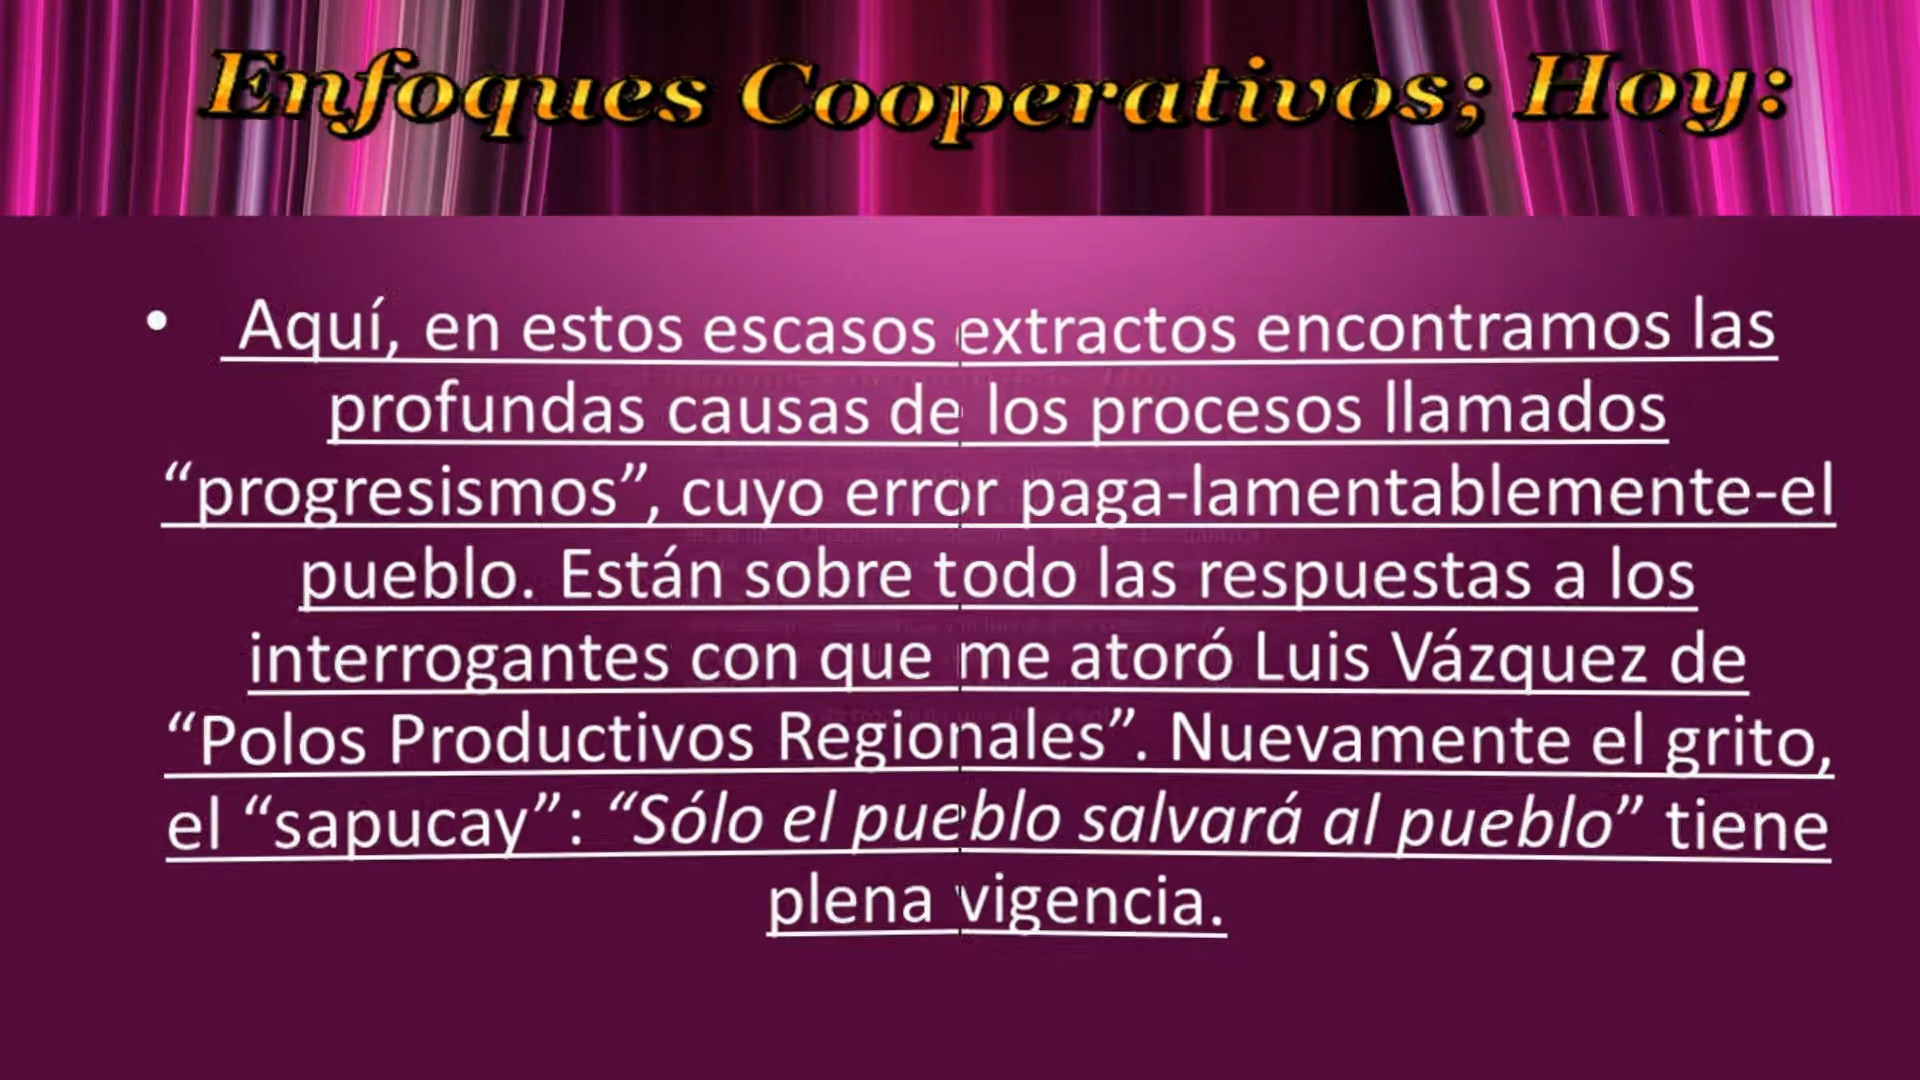 Enfoques Cooperativos; Hoy:
• Aquí, en estos escasos extractos encontramos las
profundas causas de los procesos llamados
“progresismos”, cuyo error paga-lamentablemente-el
pueblo. Están sobre todo las respuestas a los
interrogantes con que me atoró Luis Vázquez de
“Polos Productivos Regionales”. Nuevamente el grito,
el “sapucay”: “Sólo el pueblo salvará al pueblo” tiene
plena vigencia.